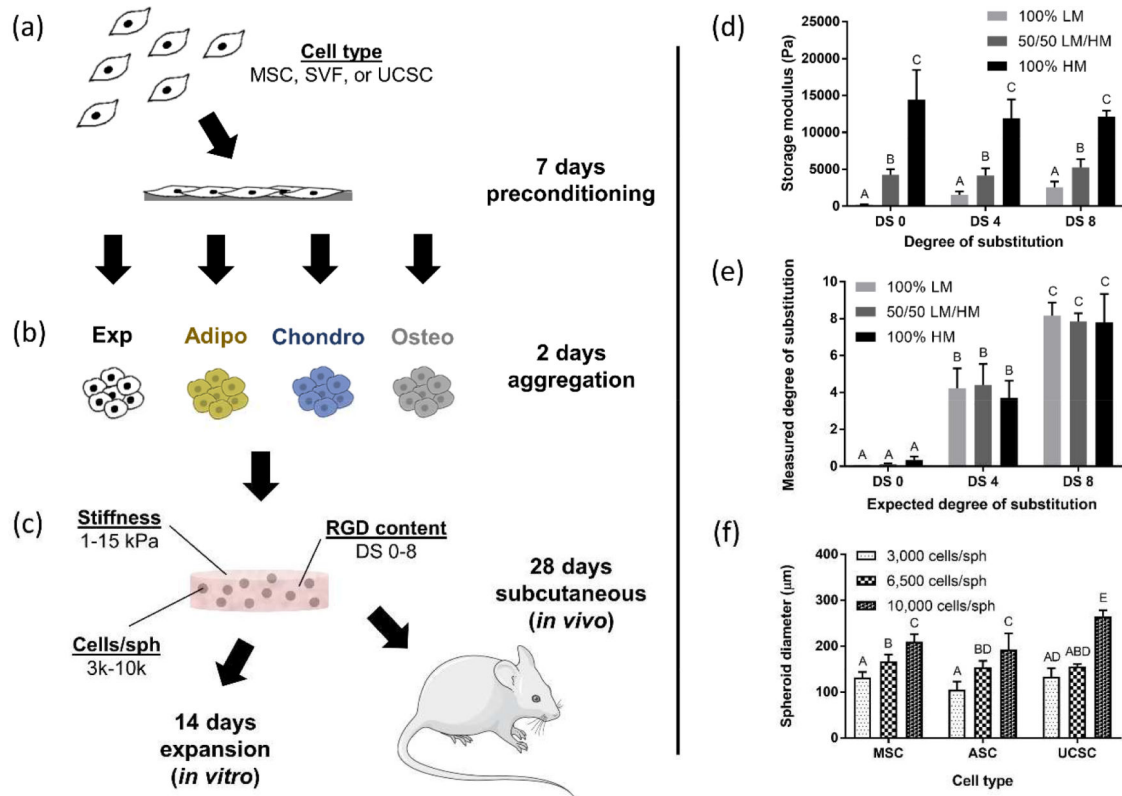 (a)
Cell type
MSC, SVF, or UCSC
7 days
preconditioning
(b)
Exp
Adipo
Chondro
Osteo
2 days
aggregation
(c)
Stiffness
1-15 kPa
RGD content
DS 0-8
Cells/sph
3k-10k
28 days
subcutaneous
(in vivo)
14 days
expansion
(in vitro)
(d)
100% LM
50/50 LM/HM
100% HM
Storage modulus (Pa)
25000
20000
15000
10000
5000
0
A
B
C
A
B
C
A
B
C
DS 0
DS 4
DS 8
Degree of substitution
(e)
100% LM
50/50 LM/HM
100% HM
Measured degree of substitution
10
8
6
4
2
0
A
A
A
B
B
B
C
C
C
DS 0
DS 4
DS 8
Expected degree of substitution
(f)
3,000 cells/sph
6,500 cells/sph
10,000 cells/sph
Spheroid diameter (μm)
400
300
200
100
0
A
B
C
A
BD
C
AD
ABD
E
MSC
ASC
UCSC
Cell type